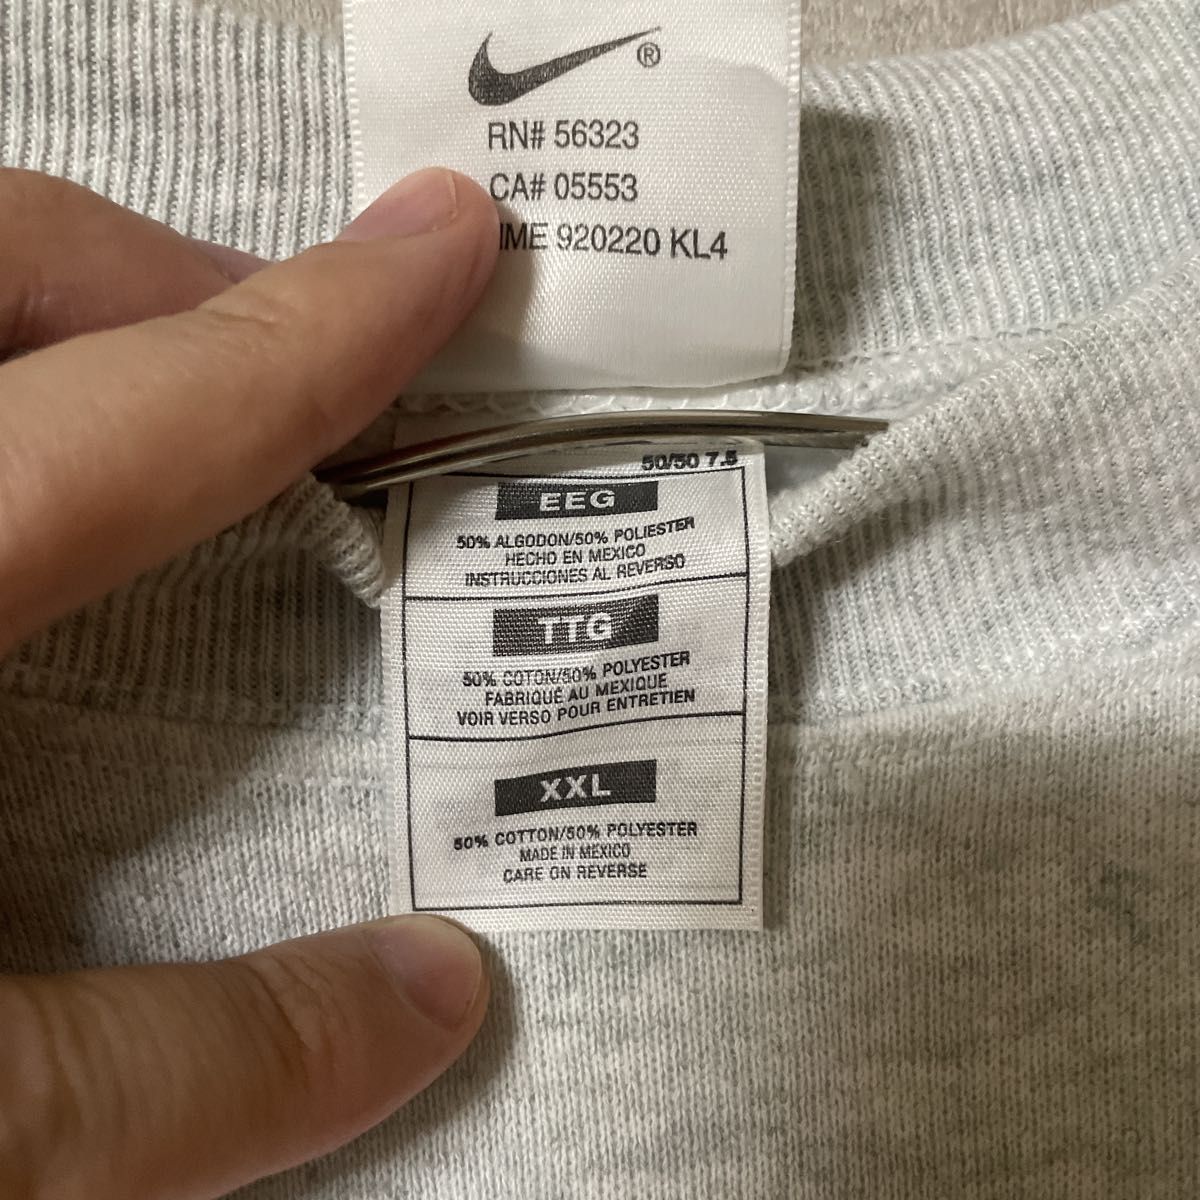 ®
RN# 56323
CA# 05553
920220 KL4
50/50 7.5
EEG
50% ALGODON/50% POLIESTER
HECHO EN MEXICO
INSTRUCCIONES AL REVERSO
TTG
50% COTON/50% POLYESTER
FABRIQUÉ AU MEXIQUE
VOIR VERSO POUR ENTRETIEN
XXL
50% COTTON/50% POLYESTER
MADE IN MEXICO
CARE ON REVERSE